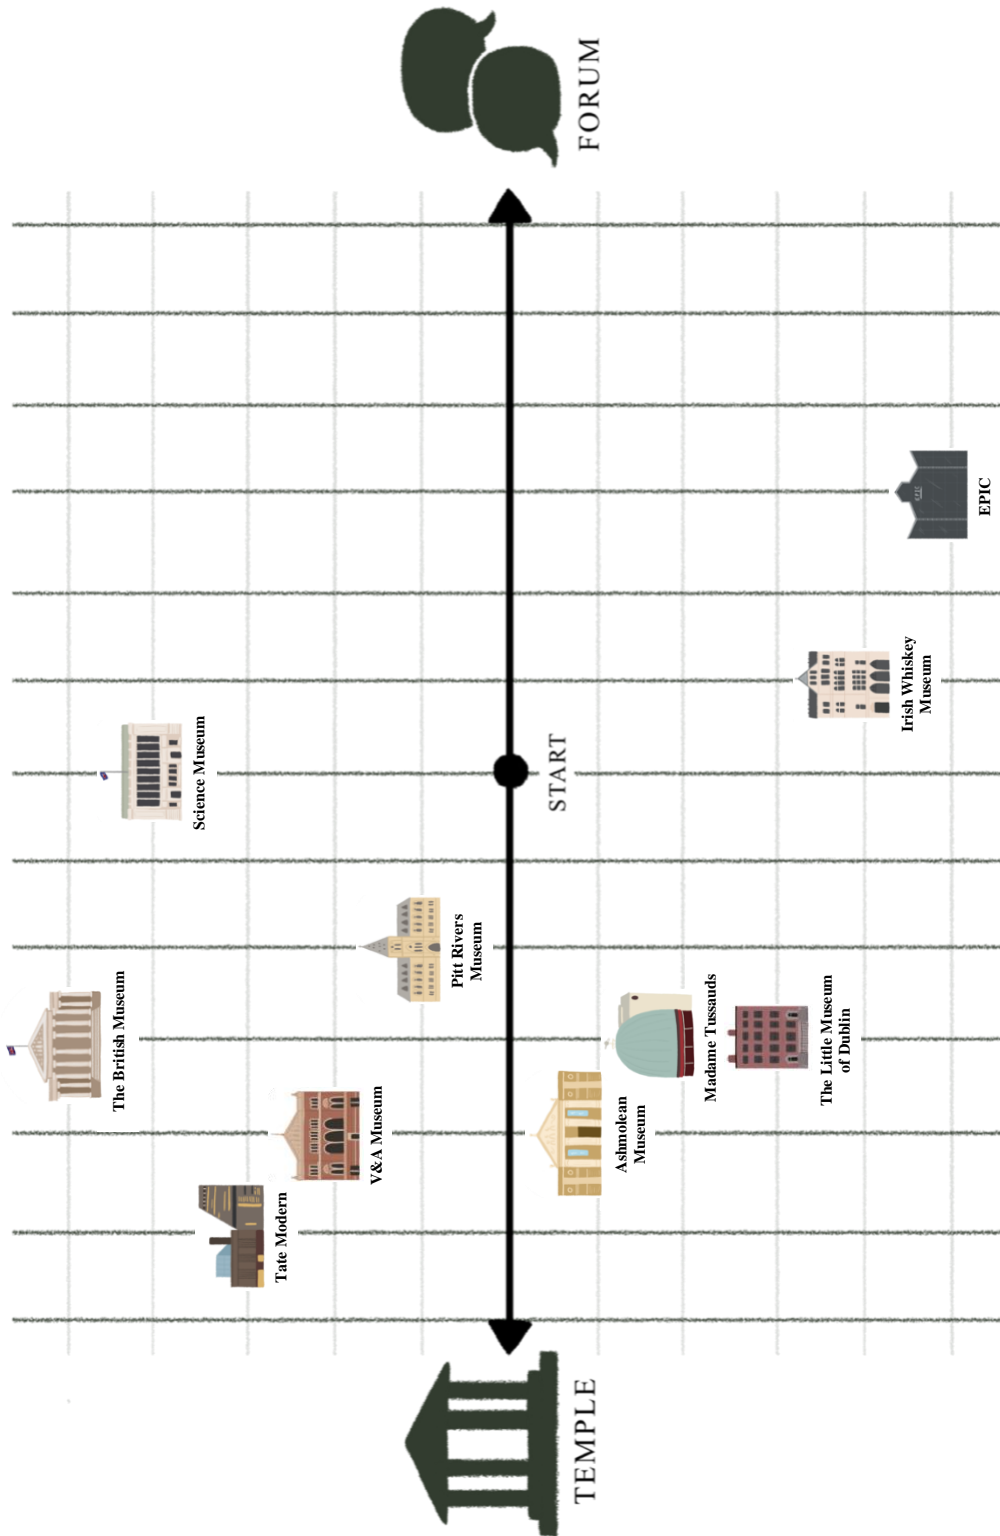 The British Museum
Science Museum
Tate Modern
V&A Museum
Pitt Rivers
Museum
START
TEMPLE
FORUM
Ashmolean
Museum
Madame Tussauds
The Little Museum
of Dublin
Irish Whiskey
Museum
EPIC
EPIC